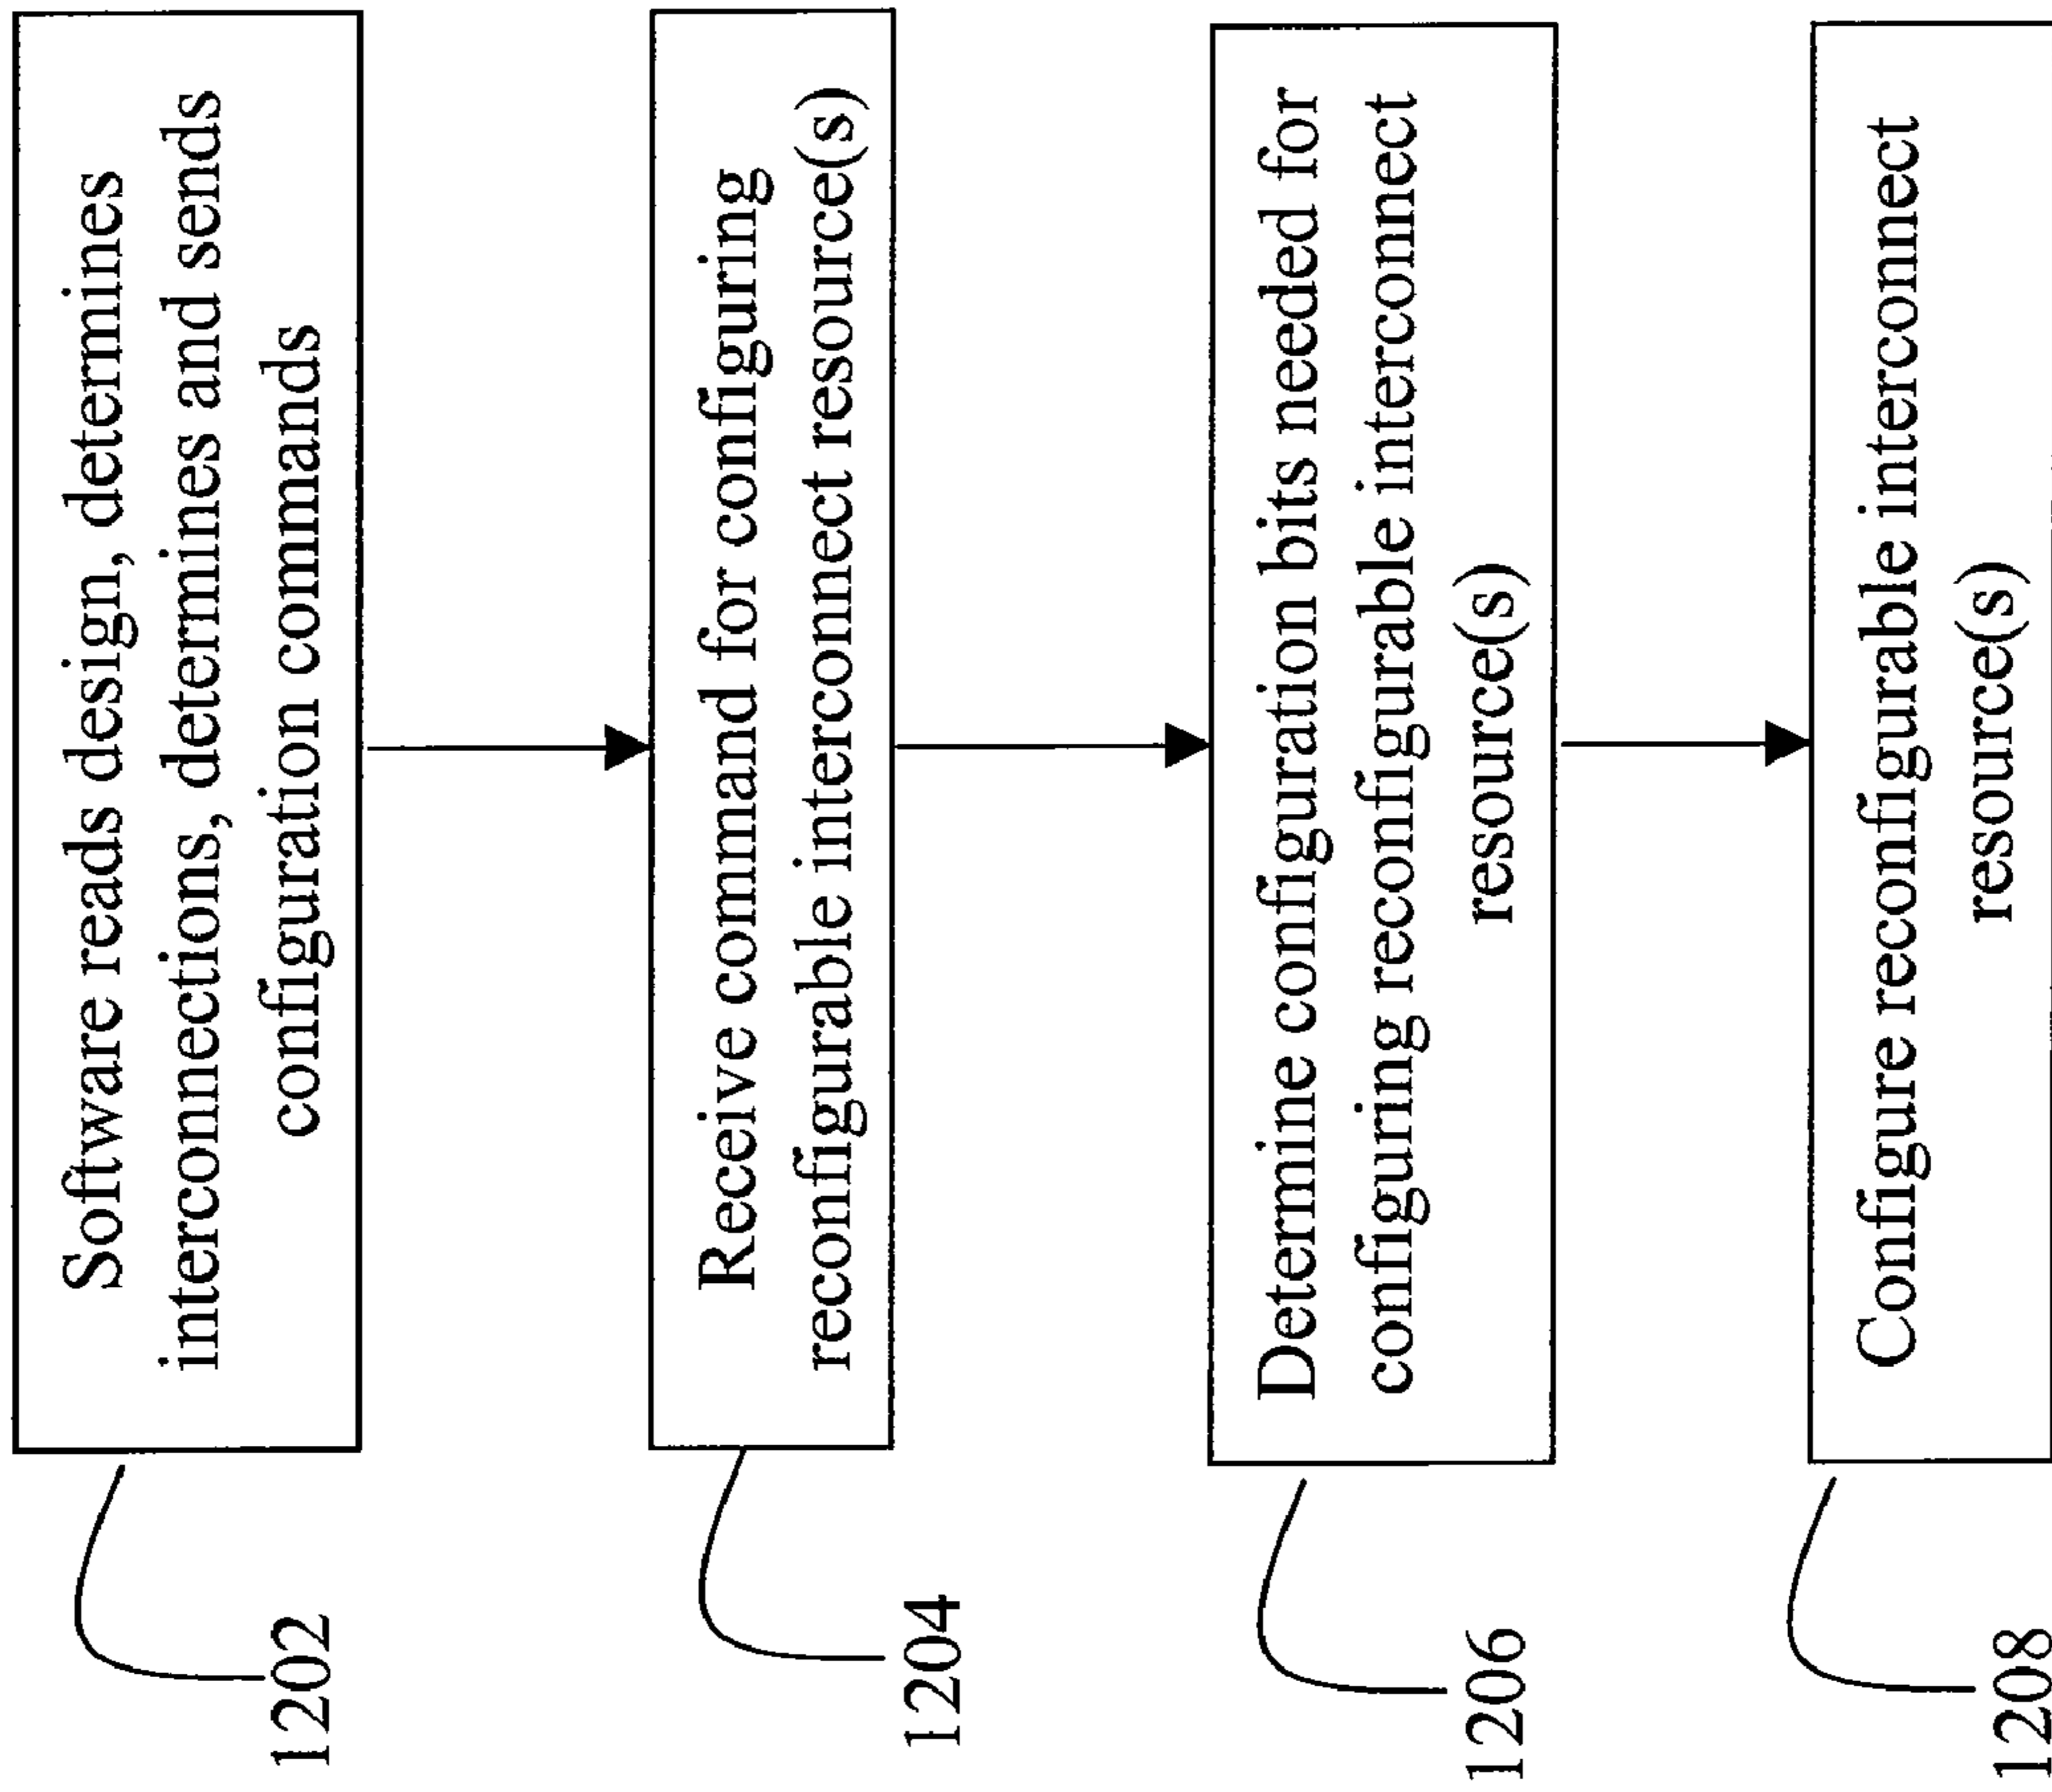 Software reads design, determines
interconnections, determines and sends
configuration commands
1202
Receive command for configuring
reconfigurable interconnect resource(s)
1204
Determine configuration bits needed for
configuring reconfigurable interconnect
resource(s)
1206
Configure reconfigurable interconnect
resource(s)
1208